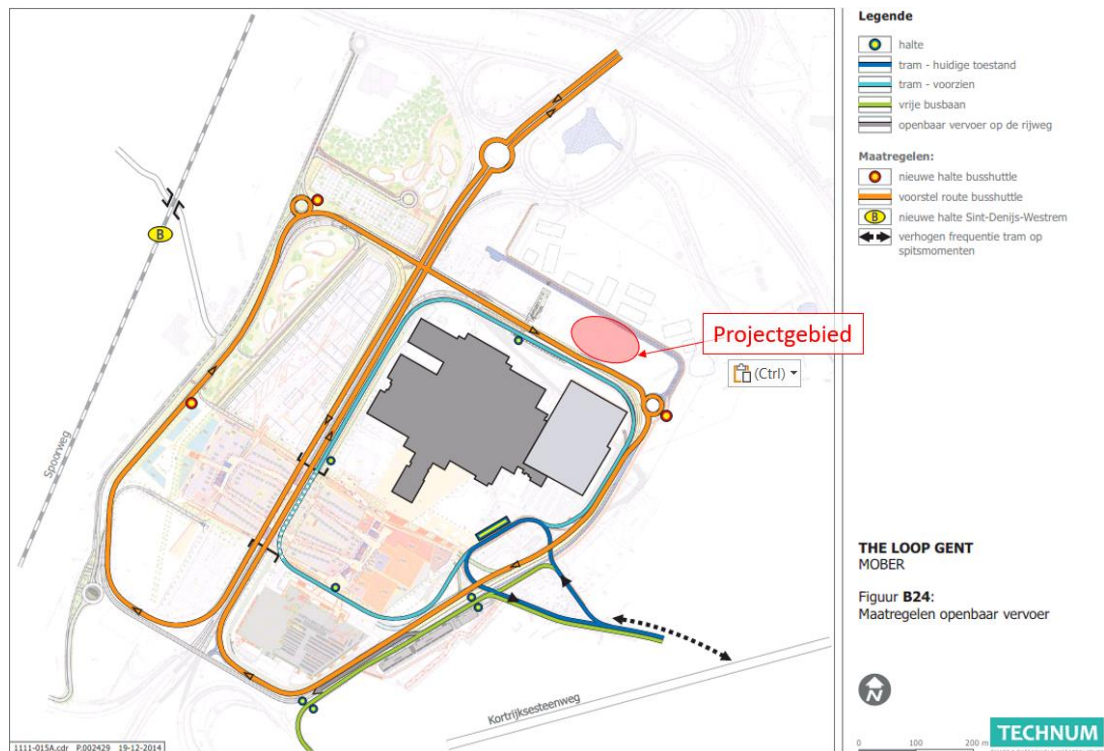 Legende
halte
tram - huidige toestand
tram - voorzien
vrije busbaan
openbaar vervoer op de rijweg
Maatregelen:
nieuwe halte busshuttle
voorstel route busshuttle
B nieuwe halte Sint-Denijs-Westrem
verhogen frequentie tram op
spitsmomenten
B
Projectgebied
(Ctrl)
Spoorweg
Kortrijksesteenweg
THE LOOP GENT
MOBER
Figuur B24:
Maatregelen openbaar vervoer
N
TECHNUM
0 100 200 m
1111-015A.cdr P.002429 19-12-2014